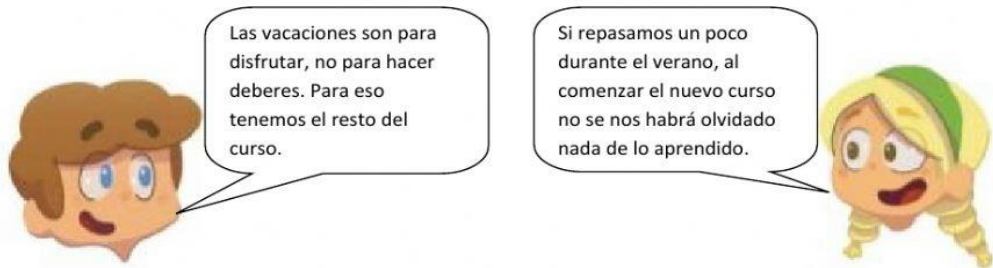 Las vacaciones son para
disfrutar, no para hacer
deberes. Para eso
tenemos el resto del
curso.
Si repasamos un poco
durante el verano, al
comenzar el nuevo curso
no se nos habrá olvidado
nada de lo aprendido.